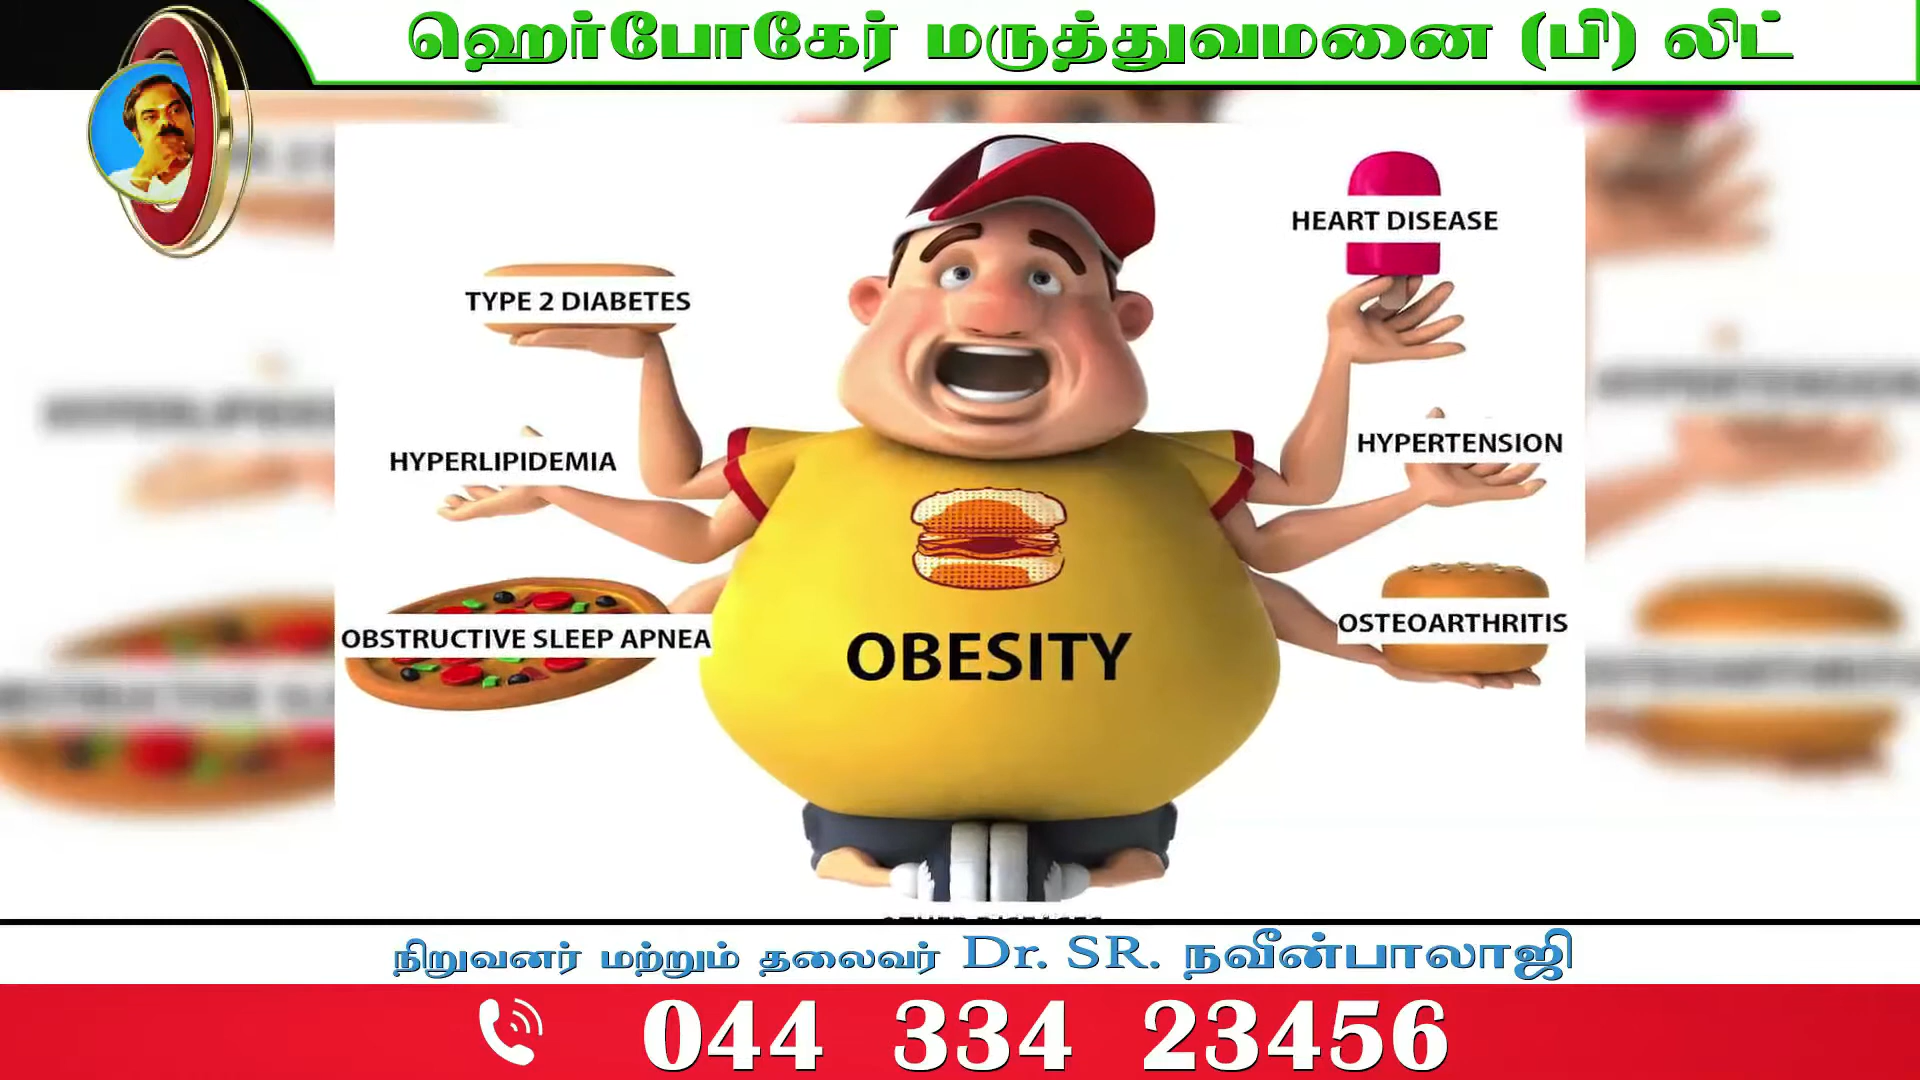 ஹெர்போகேர் மருத்துவமனை (பி) லிட்
HEART DISEASE
TYPE 2 DIABETES
HYPERTENSION
HYPERLIPIDEMIA
OSTEOARTHRITIS
OBSTRUCTIVE SLEEP APNEA
OBESITY
நிறுவனர் மற்றும் தலைவர் Dr. SR. நவீன்பாலாஜி
044 334 23456